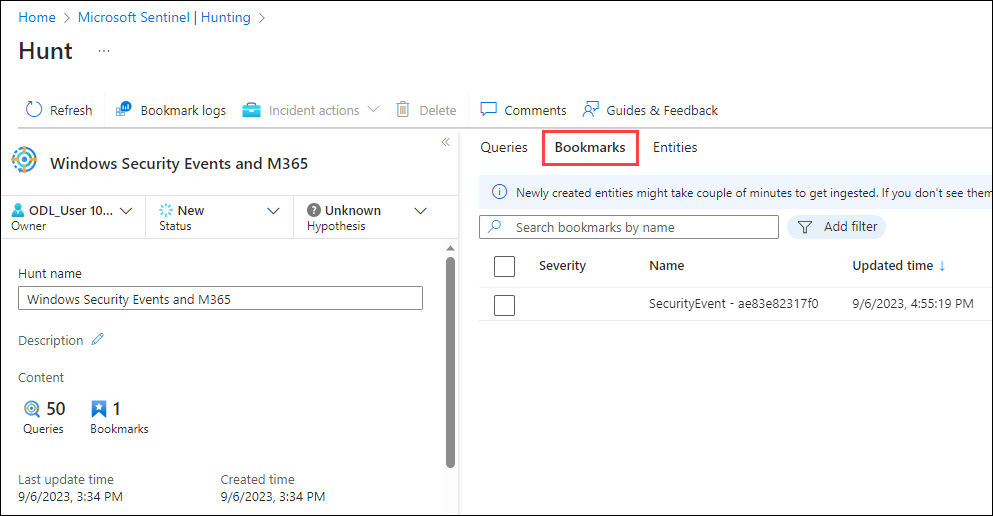 Home > Microsoft Sentinel | Hunting >
Hunt ...
Refresh Bookmark logs Incident actions Delete Comments Guides & Feedback
«
Windows Security Events and M365
ODL_User 10... New Unknown
Owner Status Hypothesis
Hunt name
Windows Security Events and M365
Description
Content
50 1
Queries Bookmarks
Last update time Created time
9/6/2023, 3:34 PM 9/6/2023, 3:34 PM
Queries Bookmarks Entities
Newly created entities might take couple of minutes to get ingested. If you don't see them
Search bookmarks by name Add filter
Severity Name Updated time ↓
SecurityEvent - ae83e82317f0 9/6/2023, 4:55:19 PM